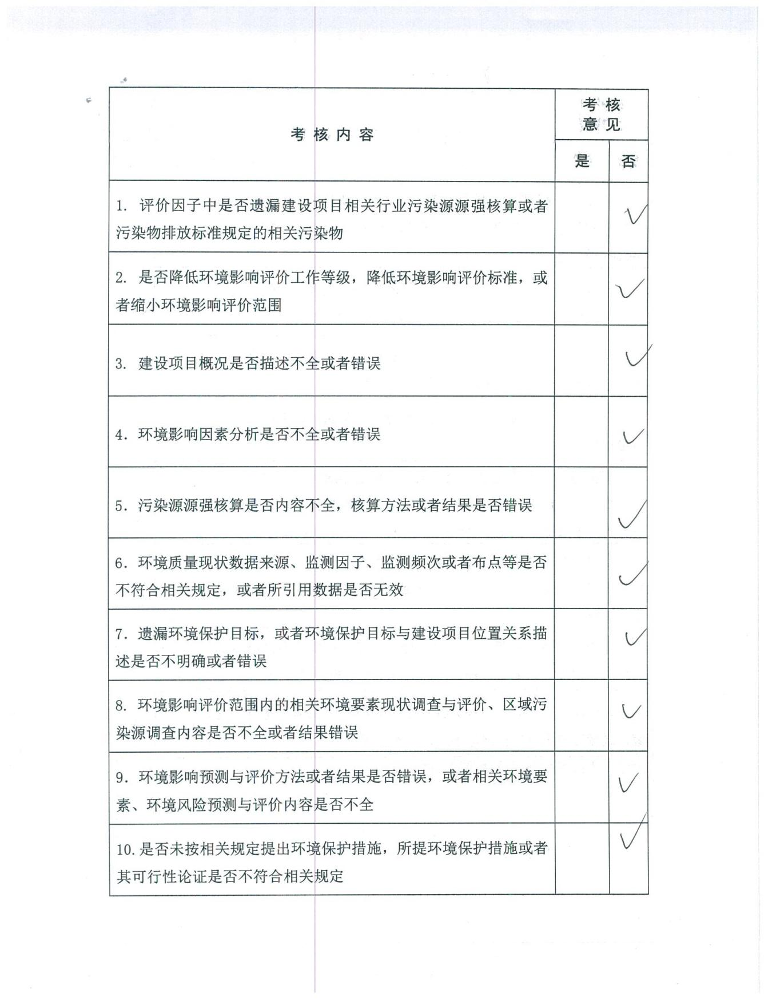 考核内容
考核
意见
是
否
1. 评价因子中是否遗漏建设项目相关行业污染源源强核算或者
污染物排放标准规定的相关污染物
✓
2. 是否降低环境影响评价工作等级，降低环境影响评价标准，或
者缩小环境影响评价范围
✓
3. 建设项目概况是否描述不全或者错误
✓
4. 环境影响因素分析是否不全或者错误
✓
5. 污染源源强核算是否内容不全，核算方法或者结果是否错误
✓
6. 环境质量现状数据来源、监测因子、监测频次或者布点等是否
不符合相关规定，或者所引用数据是否无效
✓
7. 遗漏环境保护目标，或者环境保护目标与建设项目位置关系描
述是否不明确或者错误
✓
8. 环境影响评价范围内的相关环境要素现状调查与评价、区域污
染源调查内容是否不全或者结果错误
✓
9. 环境影响预测与评价方法或者结果是否错误，或者相关环境要
素、环境风险预测与评价内容是否不全
✓
10. 是否未按相关规定提出环境保护措施，所提环境保护措施或者
其可行性论证是否不符合相关规定
✓